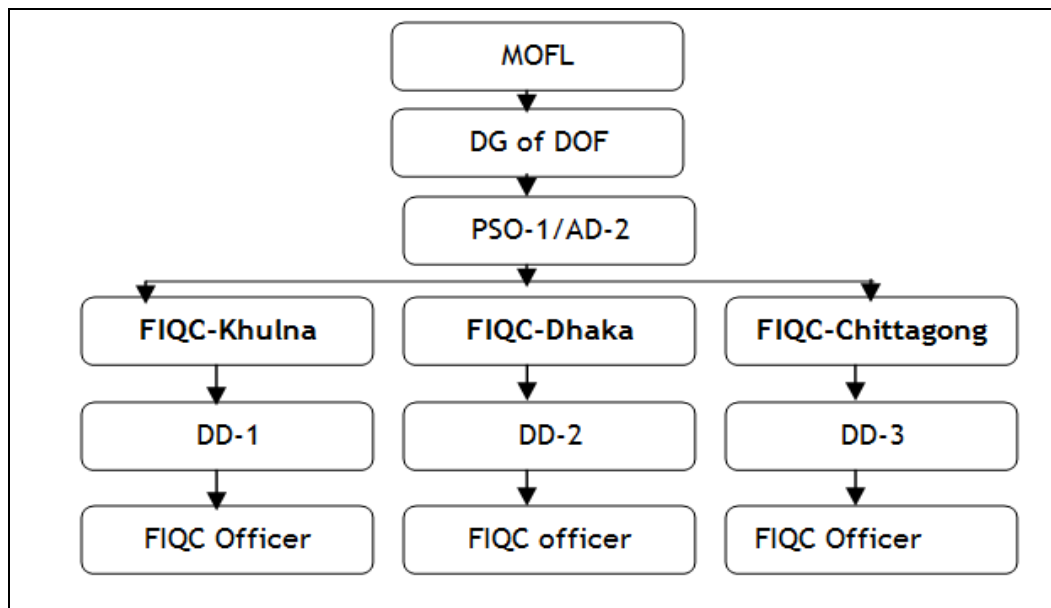 MOFL
DG of DOF
PSO-1/AD-2
FIQC-Khulna
FIQC-Dhaka
FIQC-Chittagong
DD-1
DD-2
DD-3
FIQC Officer
FIQC officer
FIQC Officer